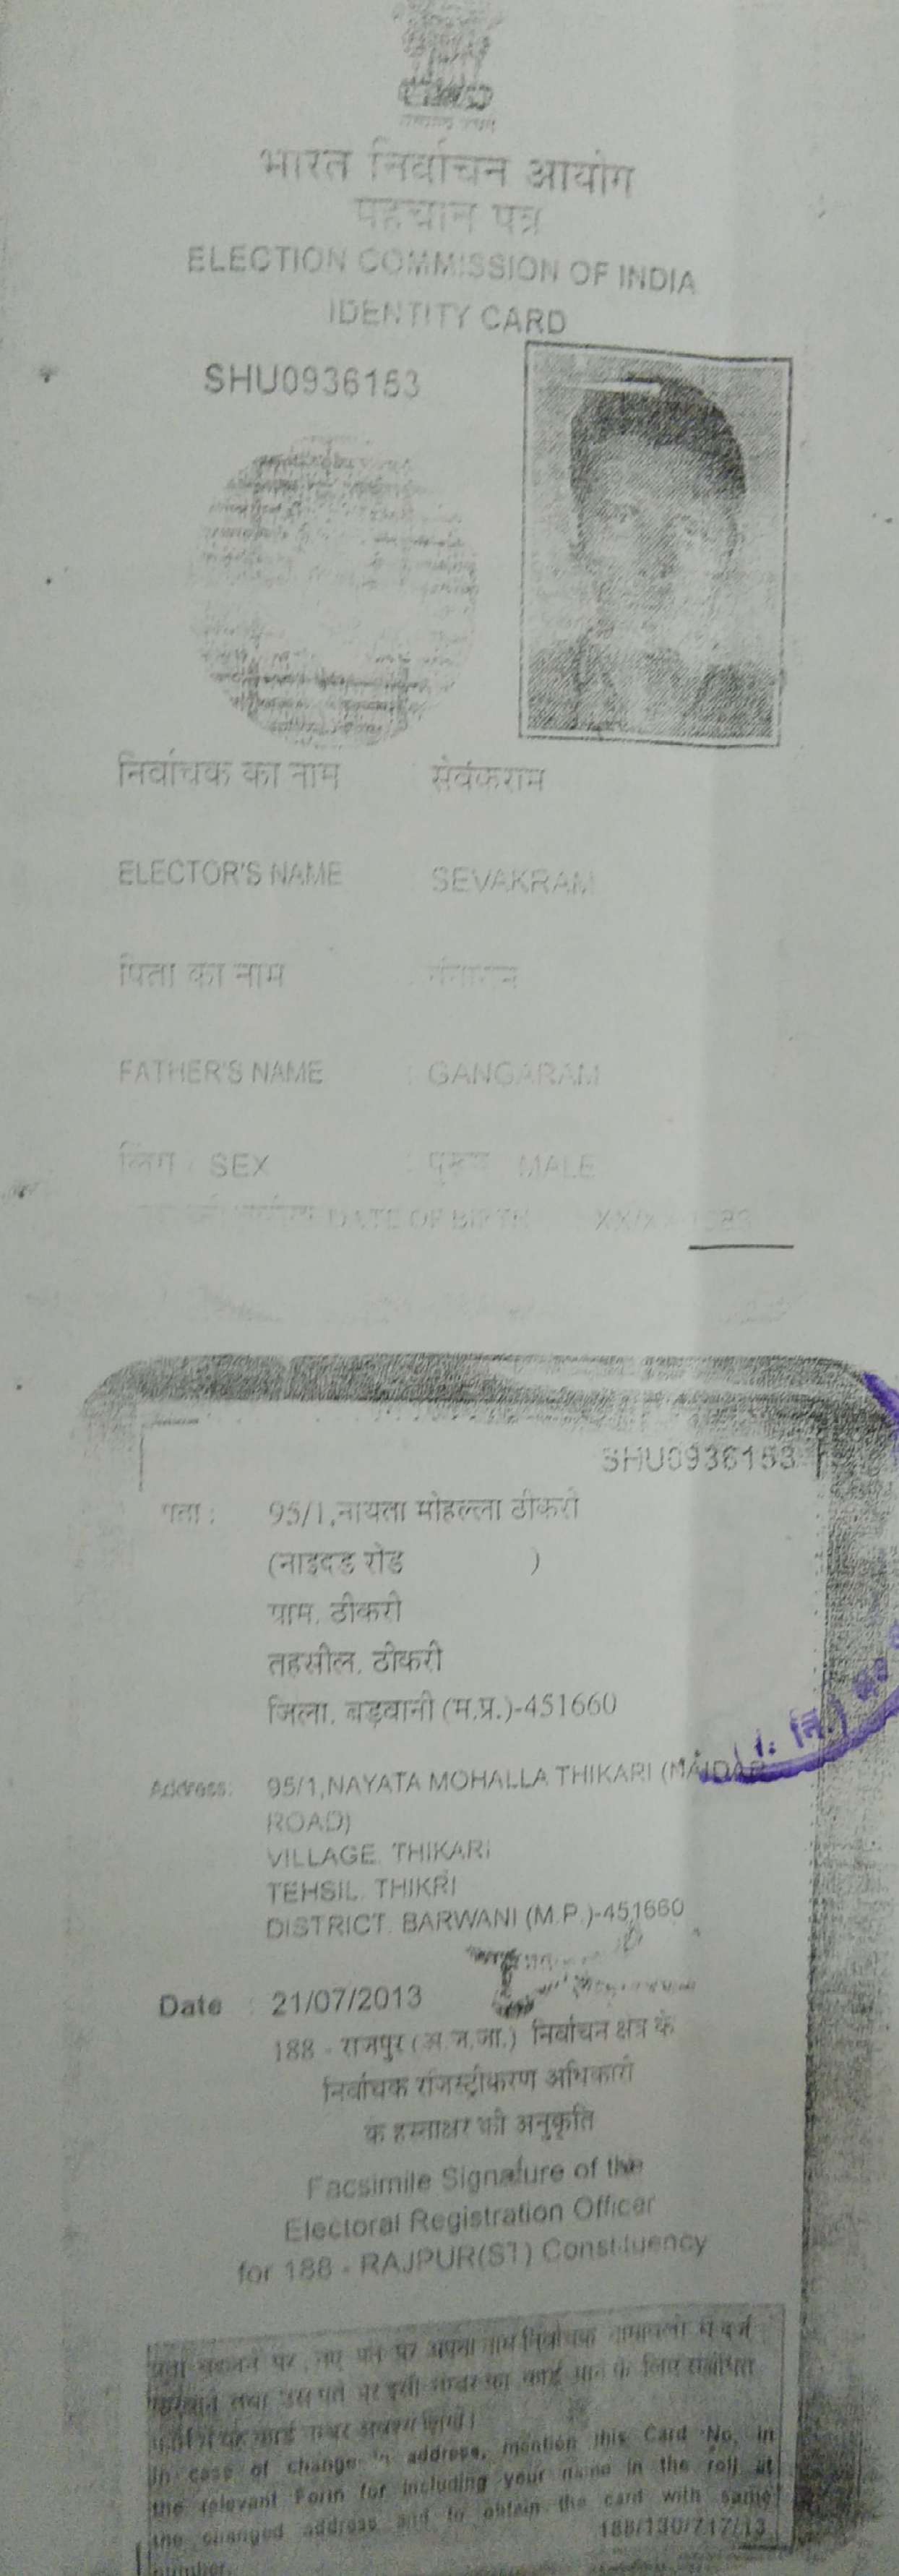 भारत निर्वाचन आयोग
पहचान पत्र
ELECTION COMMISSION OF INDIA
IDENTITY CARD
SHU0936153
निर्वाचक का नाम सेवकराम
ELECTOR'S NAME SEVAKRAM
पिता का नाम
FATHER'S NAME : GANGARAM
लिंग / SEX : पुरूष MALE
DATE OF BIRTH
SHU0936153
पता : 95/1,नायता मोहल्ला ठीकरी
(नाइदड रोड )
ग्राम. ठीकरी
तहसील. ठीकरी
जिला. बड़वानी (म.प्र.)-451660
Address: 95/1,NAYATA MOHALLA THIKARI (NAIDAD
ROAD)
VILLAGE. THIKARI
TEHSIL. THIKRI
DISTRICT. BARWANI (M.P.)-451660
Date : 21/07/2013
188 - राजपुर (अ.ज.जा.) निर्वाचन क्षेत्र के
निर्वाचक रजिस्ट्रीकरण अधिकारी
के हस्ताक्षर की अनुकृति
Facsimile Signature of the
Electoral Registration Officer
for 188 - RAJPUR(ST) Constituency
पता बदलने पर, नए पते पर अपना नाम निर्वाचक नामावली में दर्ज
करवाने तथा उस पते पर इसी नम्बर का कार्ड पाने के लिए संबंधित
फार्म में यह कार्ड नम्बर अवश्य लिखें।
In case of change in address, mention this Card No. in
the relevant Form for including your name in the roll at
the changed address and to obtain the card with same
number.
188/130/717/13